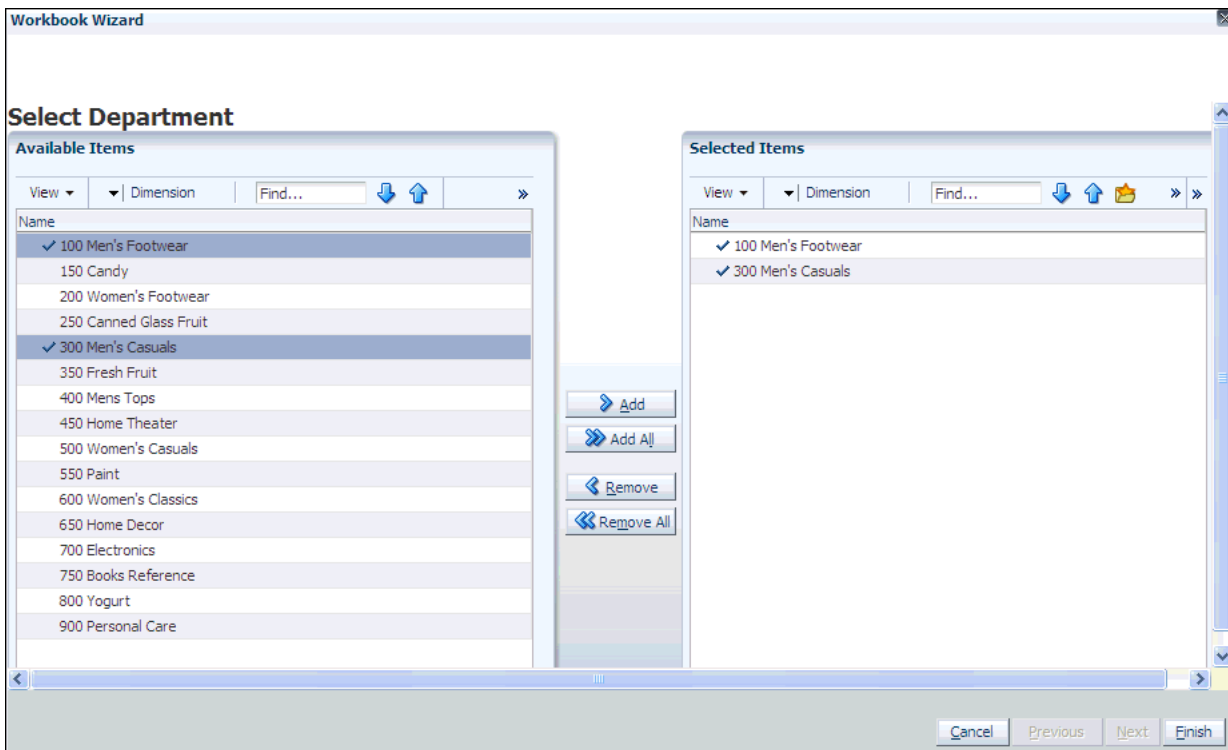 Workbook Wizard
Select Department
Available Items
View Dimension Find... »
Name
100 Men's Footwear
150 Candy
200 Women's Footwear
250 Canned Glass Fruit
300 Men's Casuals
350 Fresh Fruit
400 Mens Tops
450 Home Theater
500 Women's Casuals
550 Paint
600 Women's Classics
650 Home Decor
700 Electronics
750 Books Reference
800 Yogurt
900 Personal Care
Add
Add All
Remove
Remove All
Selected Items
View Dimension Find... » »
Name
100 Men's Footwear
300 Men's Casuals
Cancel Previous Next Finish